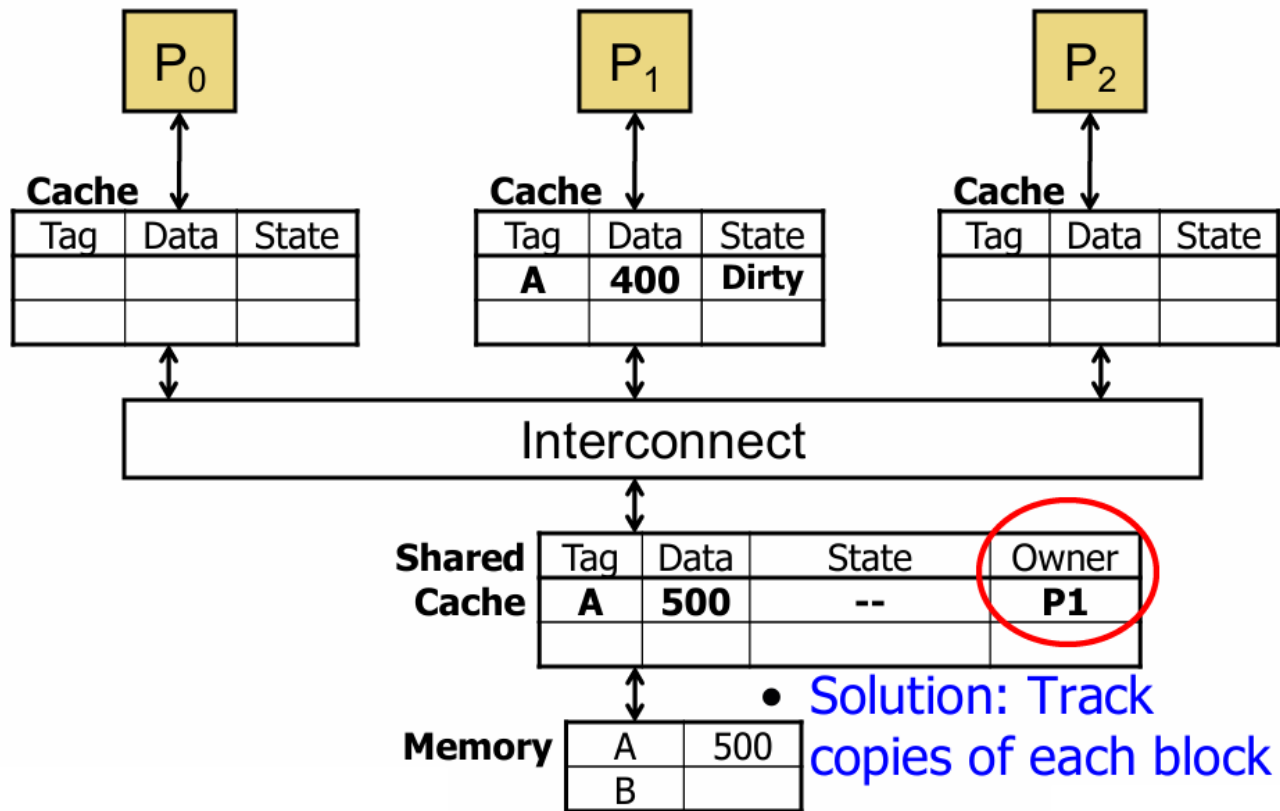 P0 P1 P2
Cache Cache Cache
Tag Data State Tag Data State Tag Data State
A 400 Dirty
Interconnect
Shared Tag Data State Owner
Cache A 500 -- P1
• Solution: Track
copies of each block
Memory A 500
B